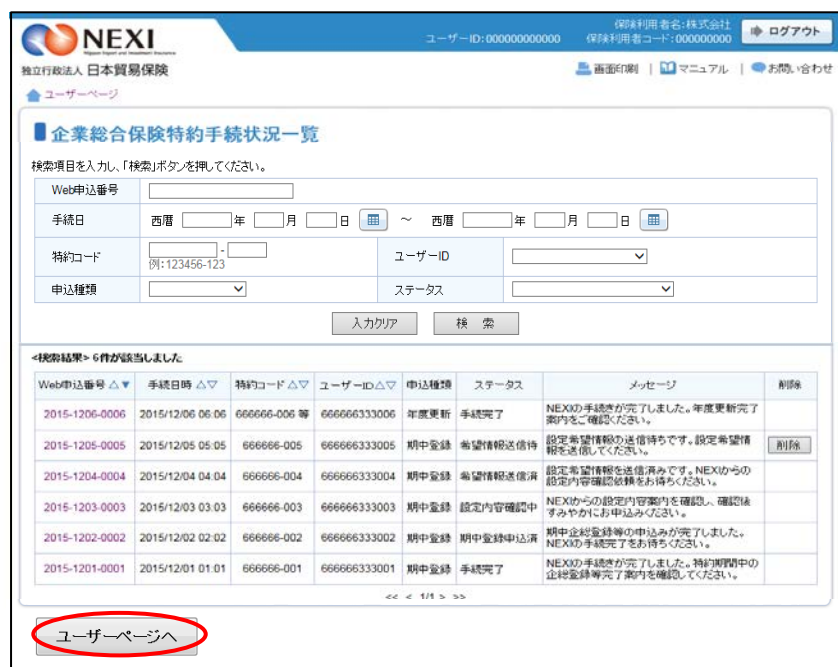 NEXI
Nippon Export and Investment Insurance
独立行政法人 日本貿易保険
ユーザーID:000000000000
保険利用者名:株式会社
保険利用者コード:000000000
ログアウト
画面印刷 | マニュアル | お問い合わせ
ユーザーページ
企業総合保険特約手続状況一覧
検索項目を入力し、「検索」ボタンを押してください。
Web申込番号
手続日 西暦 年 月 日 ~ 西暦 年 月 日
特約コード - ユーザーID
例:123456-123
申込種類 ステータス
入力クリア 検 索
<検索結果> 6件が該当しました
Web申込番号 △▼ 手続日時 △▽ 特約コード △▽ ユーザーID△▽ 申込種類 ステータス メッセージ 削除
2015-1206-0006 2015/12/06 06:06 666666-006 等 666666333006 年度更新 手続完了 NEXIの手続きが完了しました。年度更新完了
案内をご確認ください。
2015-1205-0005 2015/12/05 05:05 666666-005 666666333005 期中登録 希望情報送信待 設定希望情報の送信待ちです。設定希望情
報を送信してください。 削除
2015-1204-0004 2015/12/04 04:04 666666-004 666666333004 期中登録 希望情報送信済 設定希望情報を送信済みです。NEXIからの
設定内容確認依頼をお待ちください。
2015-1203-0003 2015/12/03 03:03 666666-003 666666333003 期中登録 設定内容確認中 NEXIからの設定内容案内を確認し、確認後
すみやかにお申込みください。
2015-1202-0002 2015/12/02 02:02 666666-002 666666333002 期中登録 期中登録申込済 期中企総登録等の申込みが完了しました。
NEXIの手続完了をお待ちください。
2015-1201-0001 2015/12/01 01:01 666666-001 666666333001 期中登録 手続完了 NEXIの手続きが完了しました。特約期間中の
企総登録等完了案内を確認してください。
<< < 1/1 > >>
ユーザーページへ